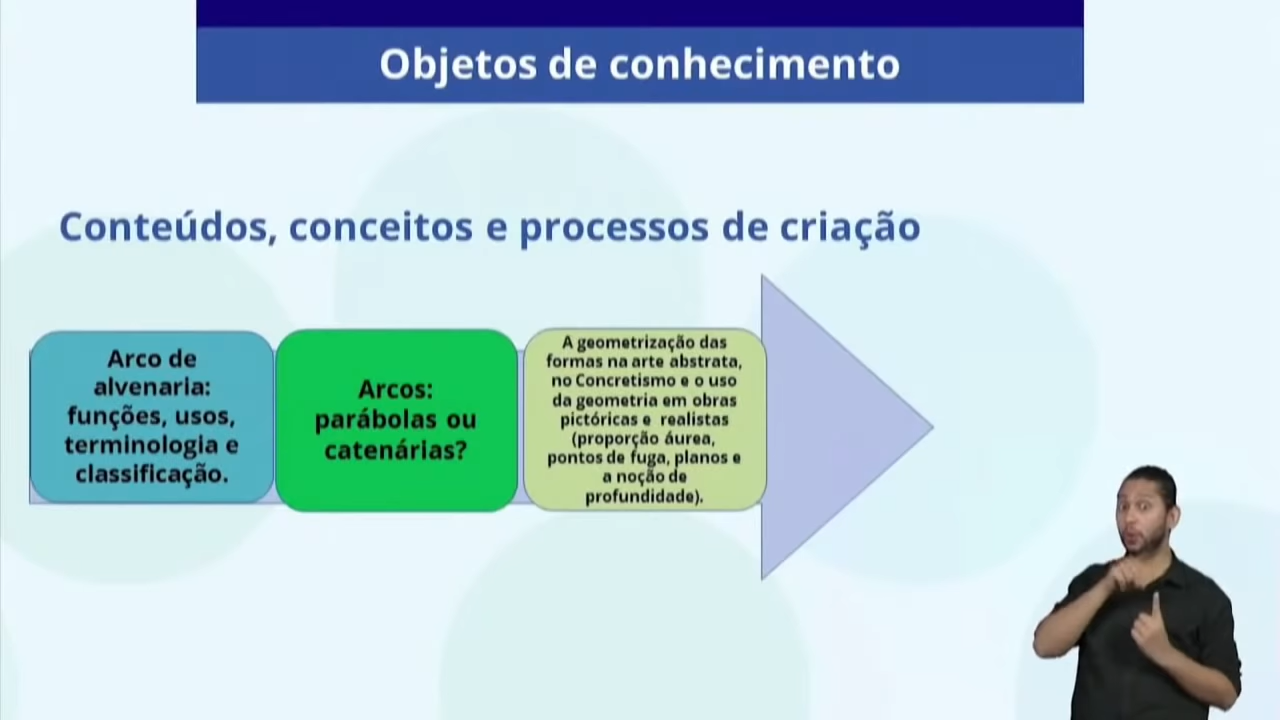 Objetos de conhecimento
Conteúdos, conceitos e processos de criação
Arco de
alvenaria:
funções, usos,
terminologia e
classificação.
Arcos:
parábolas ou
catenárias?
A geometrização das
formas na arte abstrata,
no Concretismo e o uso
da geometria em obras
pictóricas e realistas
(proporção áurea,
pontos de fuga, planos e
a noção de
profundidade).